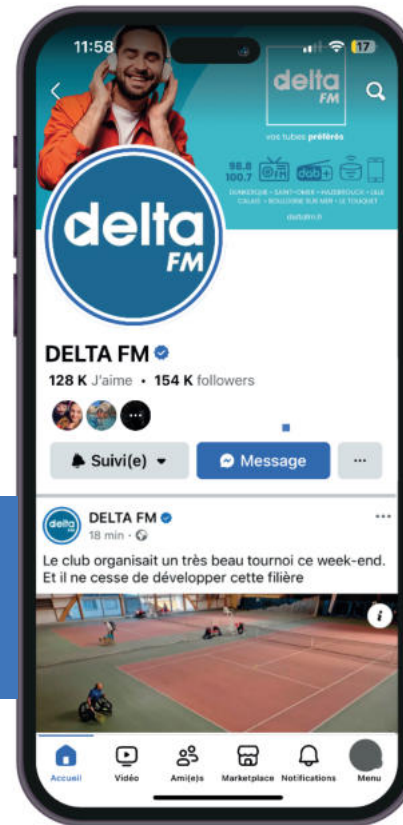 11:58
17
delta
FM
vos tubes préférés
98.8
100.7
dab+
DUNKERQUE • SAINT-OMER • HAZEBROUCK • LILLE
CALAIS • BOULOGNE SUR MER • LE TOUQUET
deltafm.fr
delta
FM
DELTA FM
128 K J'aime • 154 K followers
Suivi(e)
Message
delta
DELTA FM
18 min
Le club organisait un très beau tournoi ce week-end.
Et il ne cesse de développer cette filière
i
Accueil
Vidéo
Ami(e)s
Marketplace
Notifications
Menu